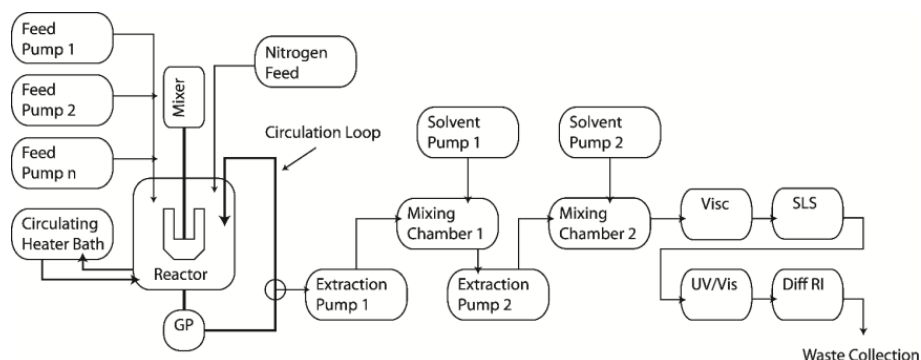 Feed
Pump 1
Feed
Pump 2
Feed
Pump n
Mixer
Nitrogen
Feed
Circulation Loop
Circulating
Heater Bath
Reactor
GP
Solvent
Pump 1
Solvent
Pump 2
Mixing
Chamber 1
Mixing
Chamber 2
Extraction
Pump 1
Extraction
Pump 2
Visc
SLS
UV/Vis
Diff RI
Waste Collection